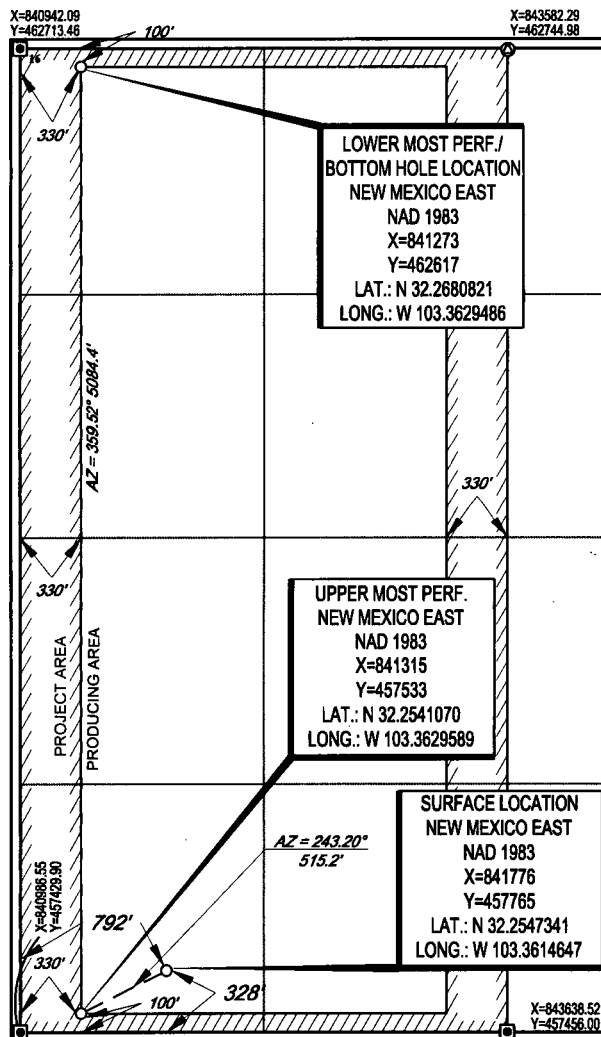 X=840942.09
Y=462713.46
X=843582.29
Y=462744.98
100'
16
330'
LOWER MOST PERF./
BOTTOM HOLE LOCATION
NEW MEXICO EAST
NAD 1983
X=841273
Y=462617
LAT.: N 32.2680821
LONG.: W 103.3629486
AZ = 359.52° 5084.4'
330'
330'
UPPER MOST PERF.
NEW MEXICO EAST
NAD 1983
X=841315
Y=457533
LAT.: N 32.2541070
LONG.: W 103.3629589
PROJECT AREA
PRODUCING AREA
SURFACE LOCATION
NEW MEXICO EAST
NAD 1983
X=841776
Y=457765
LAT.: N 32.2547341
LONG.: W 103.3614647
AZ = 243.20°
515.2'
X=840986.55
Y=457429.90
792'
330'
328'
100'
X=843638.52
Y=457456.00